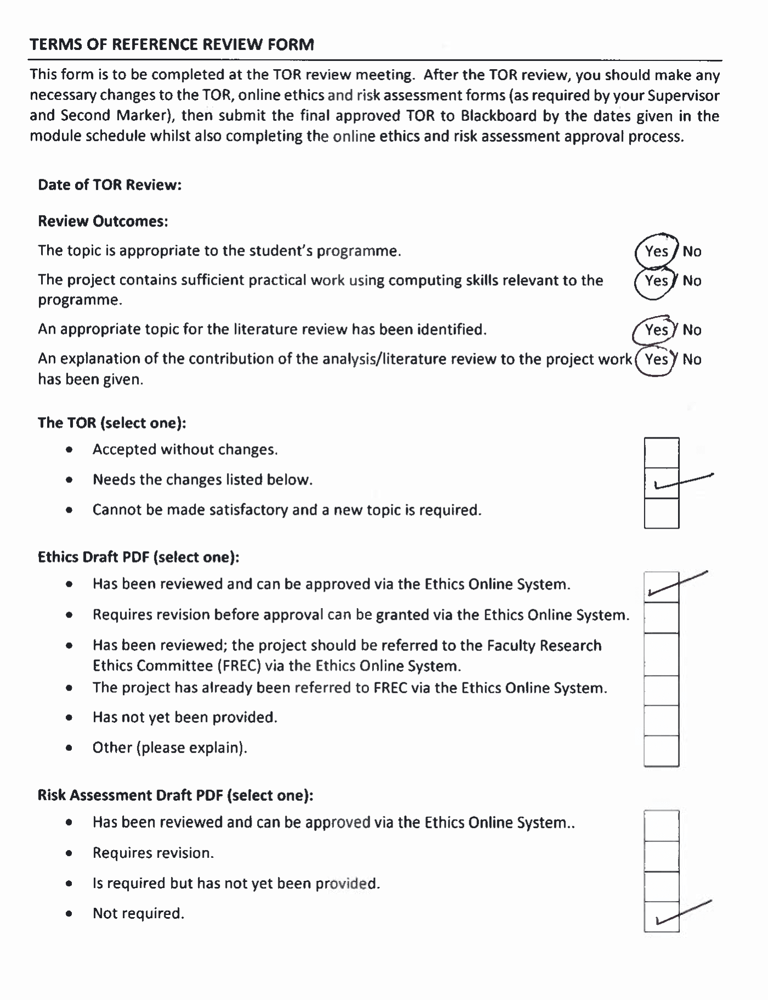 TERMS OF REFERENCE REVIEW FORM
This form is to be completed at the TOR review meeting. After the TOR review, you should make any
necessary changes to the TOR, online ethics and risk assessment forms (as required by your Supervisor
and Second Marker), then submit the final approved TOR to Blackboard by the dates given in the
module schedule whilst also completing the online ethics and risk assessment approval process.
Date of TOR Review:
Review Outcomes:
The topic is appropriate to the student's programme. Yes / No
The project contains sufficient practical work using computing skills relevant to the Yes / No
programme.
An appropriate topic for the literature review has been identified. Yes / No
An explanation of the contribution of the analysis/literature review to the project work Yes / No
has been given.
The TOR (select one):
• Accepted without changes.
• Needs the changes listed below.
• Cannot be made satisfactory and a new topic is required.
Ethics Draft PDF (select one):
• Has been reviewed and can be approved via the Ethics Online System.
• Requires revision before approval can be granted via the Ethics Online System.
• Has been reviewed; the project should be referred to the Faculty Research
Ethics Committee (FREC) via the Ethics Online System.
• The project has already been referred to FREC via the Ethics Online System.
• Has not yet been provided.
• Other (please explain).
Risk Assessment Draft PDF (select one):
• Has been reviewed and can be approved via the Ethics Online System..
• Requires revision.
• Is required but has not yet been provided.
• Not required.